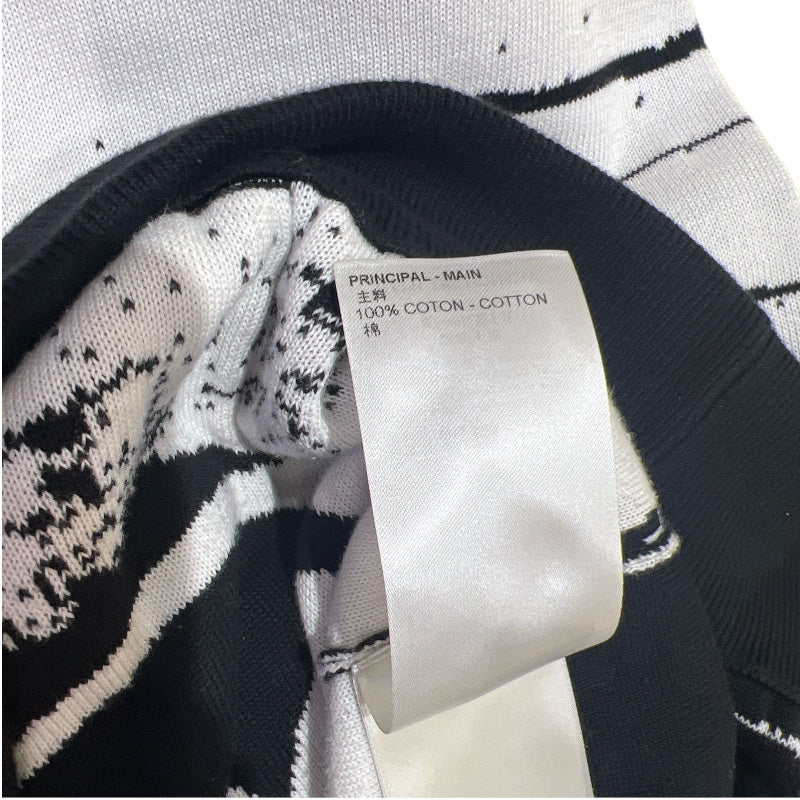 PRINCIPAL - MAIN
主料
100% COTON - COTTON
棉